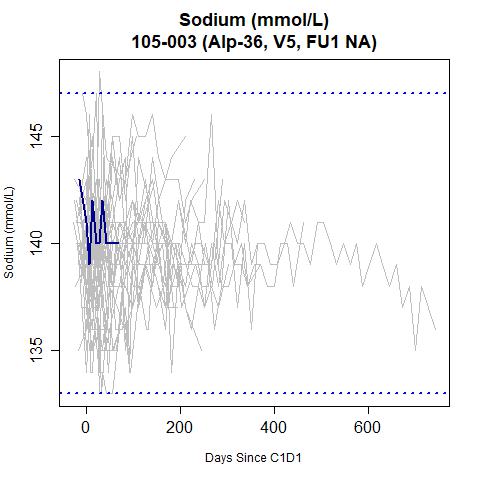 Sodium (mmol/L)
105-003 (Alp-36, V5, FU1 NA)
Sodium (mmol/L)
145
140
135
0 200 400 600
Days Since C1D1